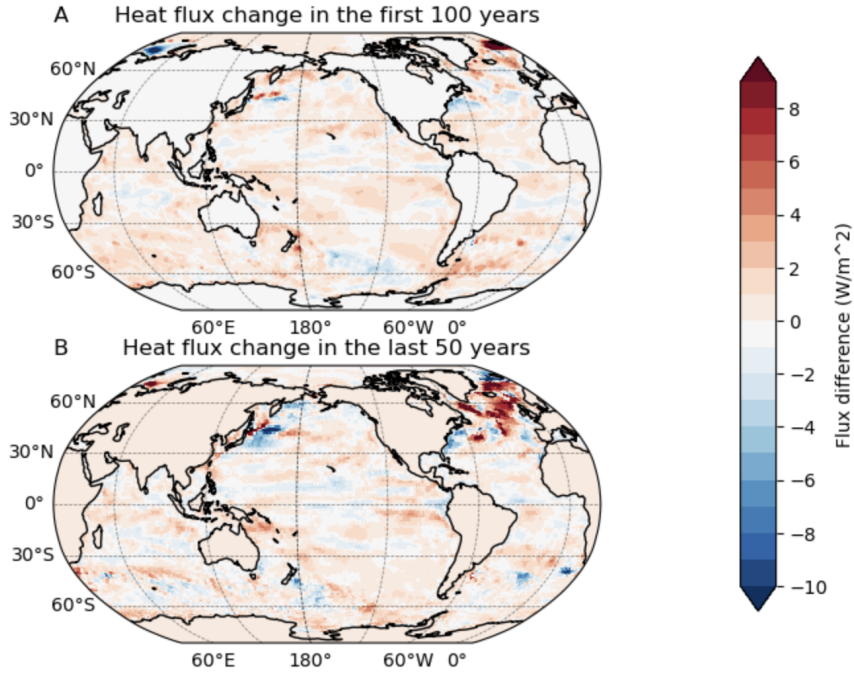 A Heat flux change in the first 100 years
60°N
30°N
0°
30°S
60°S
60°E 180° 60°W 0°
B Heat flux change in the last 50 years
60°N
30°N
0°
30°S
60°S
60°E 180° 60°W 0°
8
6
4
2
0
−2
−4
−6
−8
−10
Flux difference (W/m^2)